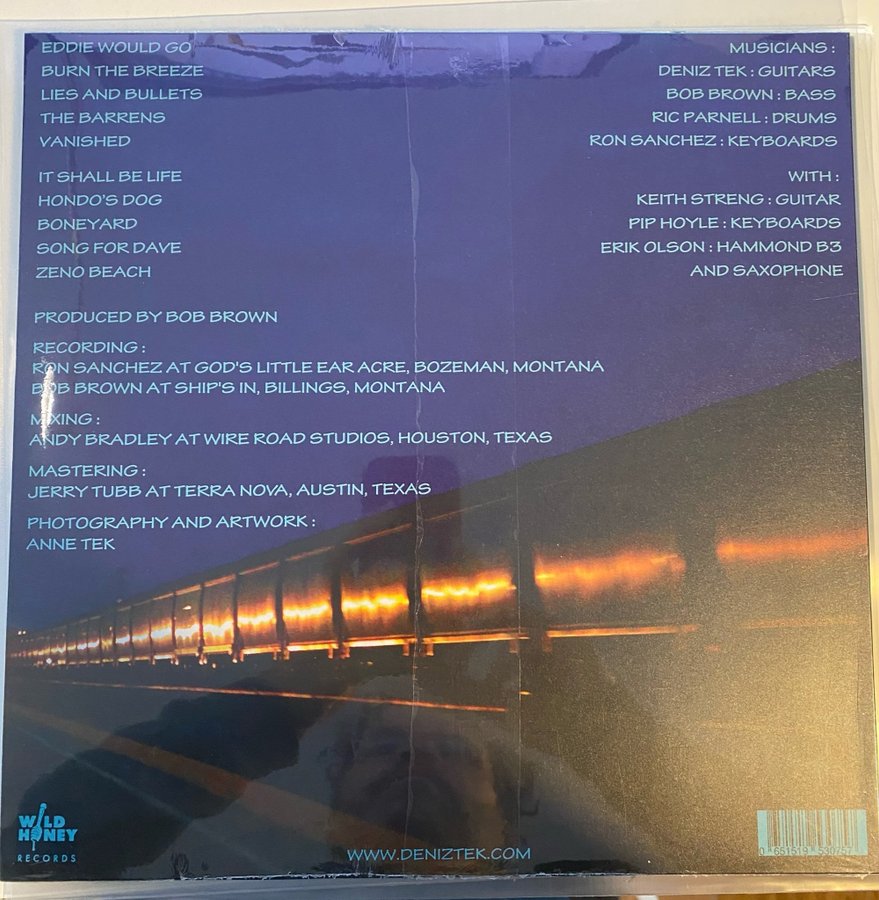 EDDIE WOULD GO
BURN THE BREEZE
LIES AND BULLETS
THE BARRENS
VANISHED
IT SHALL BE LIFE
HONDO'S DOG
BONEYARD
SONG FOR DAVE
ZENO BEACH
MUSICIANS :
DENIZ TEK : GUITARS
BOB BROWN : BASS
RIC PARNELL : DRUMS
RON SANCHEZ : KEYBOARDS
WITH :
KEITH STRENG : GUITAR
PIP HOYLE : KEYBOARDS
ERIK OLSON : HAMMOND B3
AND SAXOPHONE
PRODUCED BY BOB BROWN
RECORDING :
RON SANCHEZ AT GOD'S LITTLE EAR ACRE, BOZEMAN, MONTANA
BOB BROWN AT SHIP'S IN, BILLINGS, MONTANA
MIXING :
ANDY BRADLEY AT WIRE ROAD STUDIOS, HOUSTON, TEXAS
MASTERING :
JERRY TUBB AT TERRA NOVA, AUSTIN, TEXAS
PHOTOGRAPHY AND ARTWORK :
ANNE TEK
WILD
HONEY
RECORDS
WWW.DENIZTEK.COM
0 651519 530757